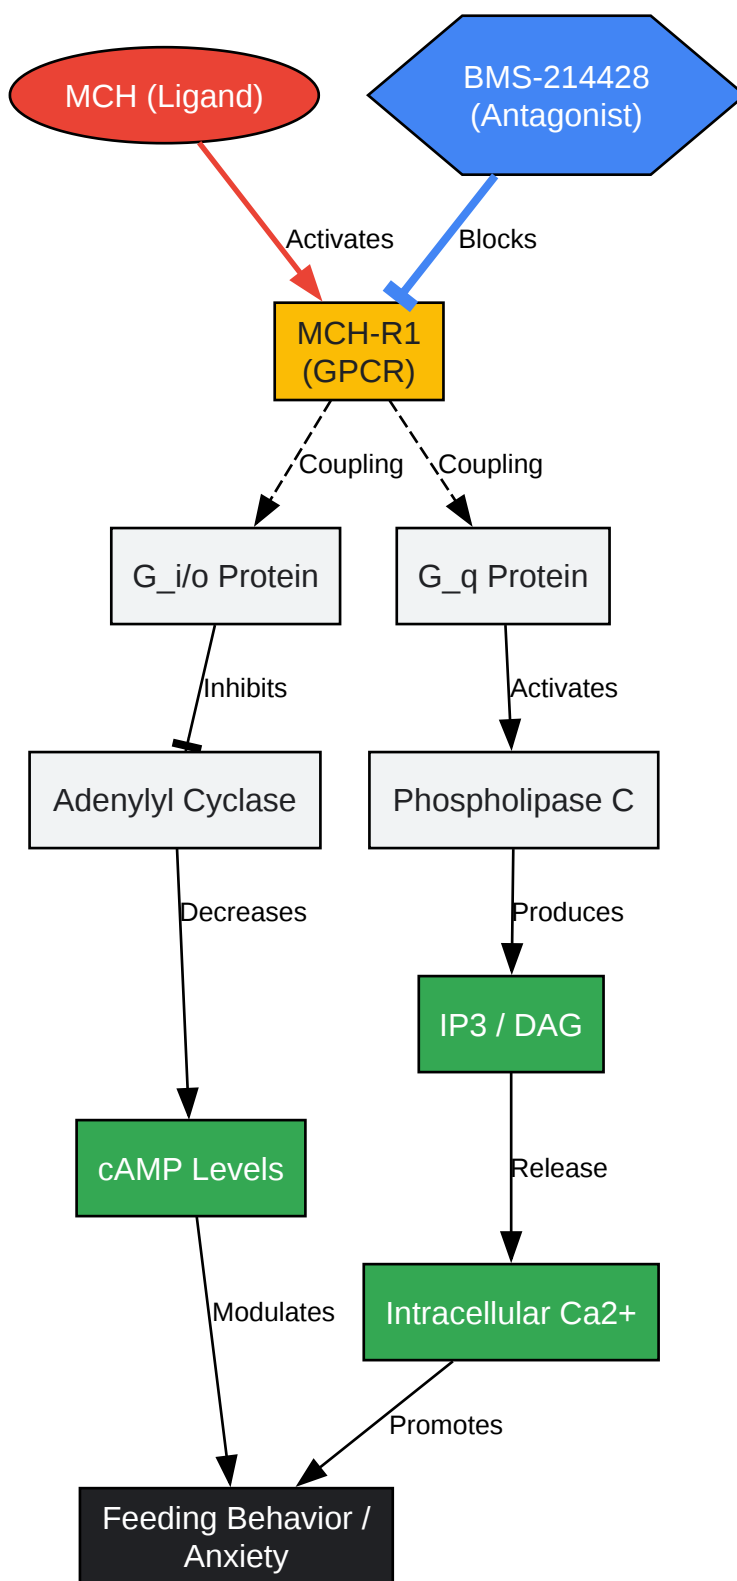 MCH (Ligand)
BMS-214428
(Antagonist)
Activates
Blocks
MCH-R1
(GPCR)
Coupling
Coupling
G_i/o Protein
G_q Protein
Inhibits
Activates
Adenylyl Cyclase
Phospholipase C
Decreases
Produces
IP3 / DAG
cAMP Levels
Release
Modulates
Intracellular Ca2+
Promotes
Feeding Behavior /
Anxiety